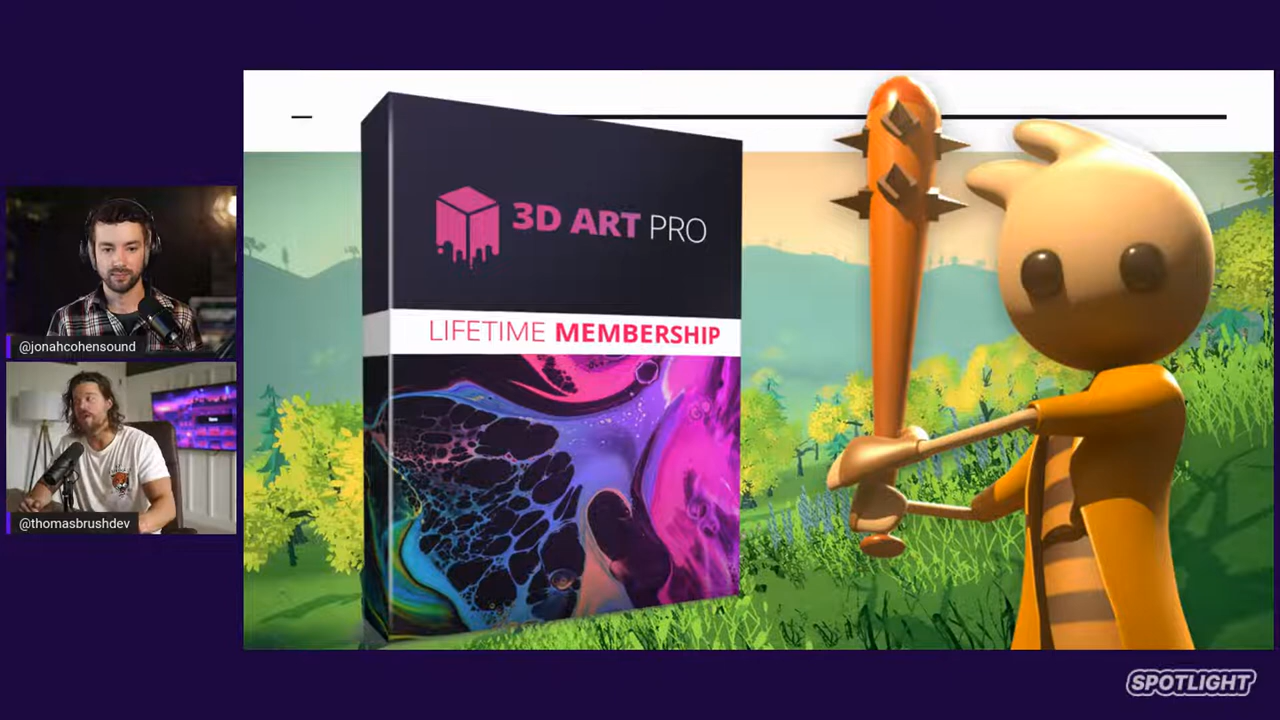 3D ART PRO
LIFETIME MEMBERSHIP
@jonahcohensound
@thomasbrushdev
SPOTLIGHT